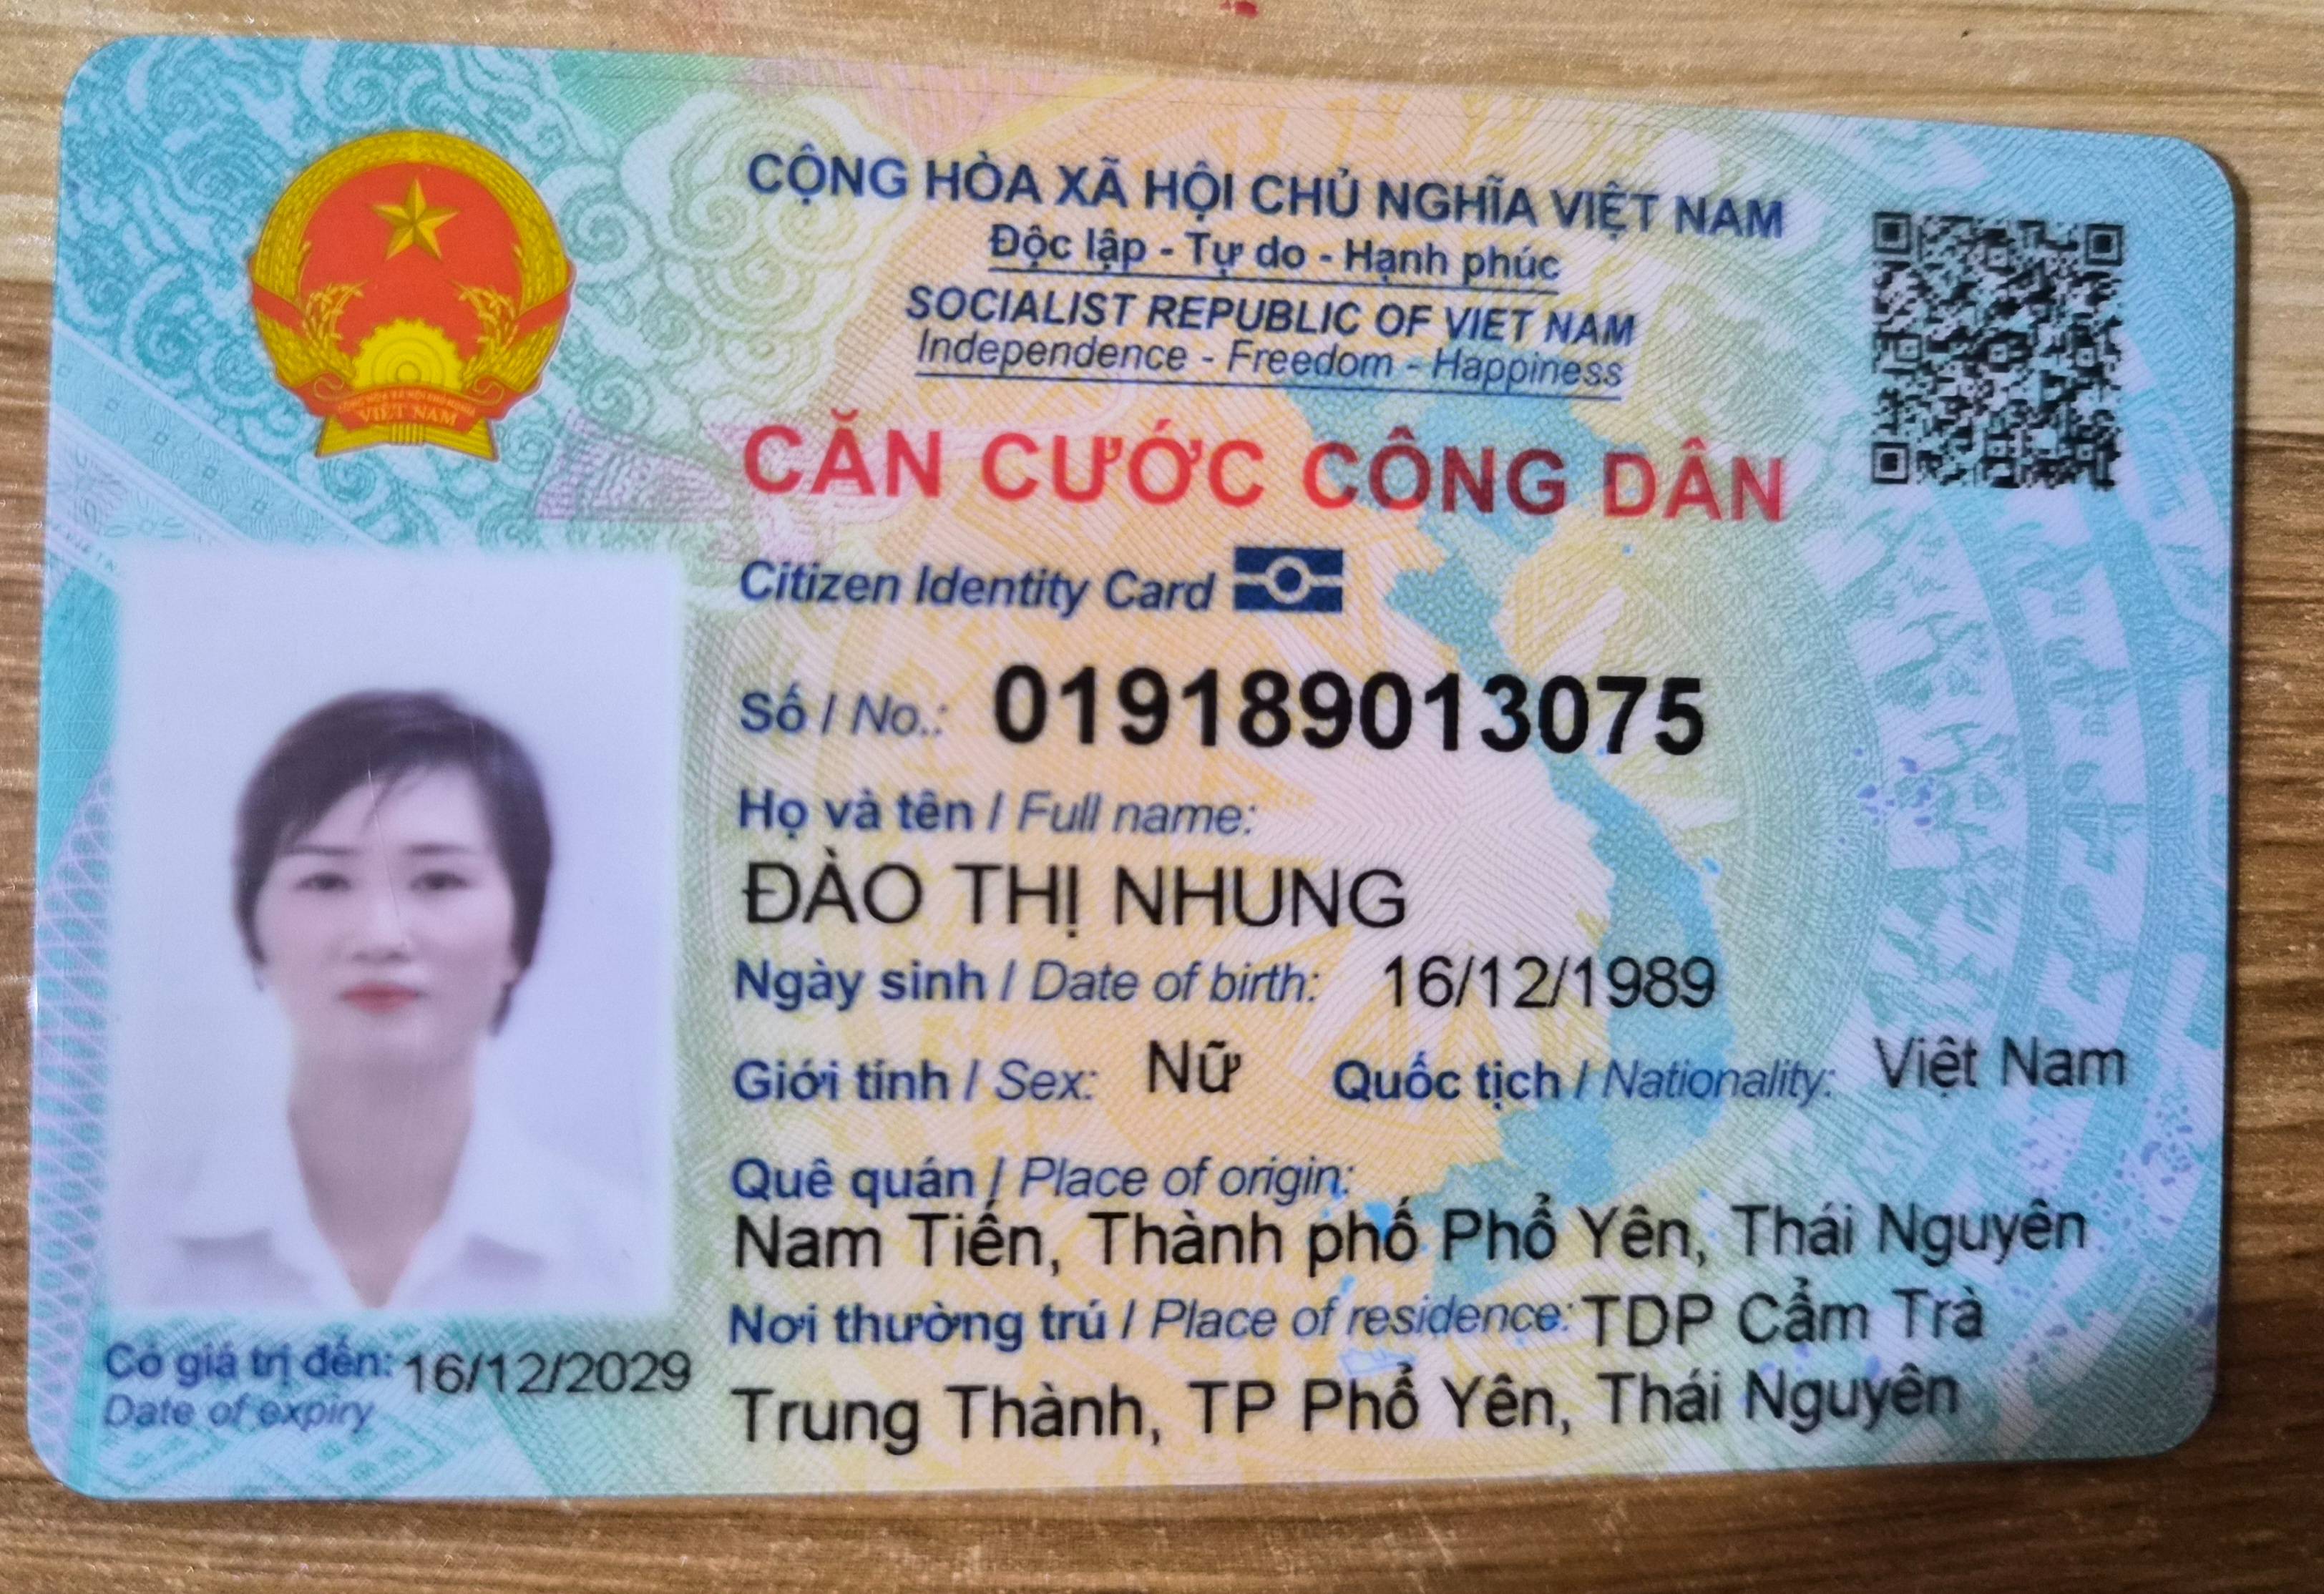 CỘNG HÒA XÃ HỘI CHỦ NGHĨA VIỆT NAM
Độc lập - Tự do - Hạnh phúc
SOCIALIST REPUBLIC OF VIET NAM
Independence - Freedom - Happiness
CĂN CƯỚC CÔNG DÂN
Citizen Identity Card
Số / No.: 019189013075
Họ và tên / Full name:
ĐÀO THỊ NHUNG
Ngày sinh / Date of birth: 16/12/1989
Giới tính / Sex: Nữ Quốc tịch / Nationality: Việt Nam
Quê quán / Place of origin:
Nam Tiến, Thành phố Phổ Yên, Thái Nguyên
Nơi thường trú / Place of residence: TDP Cẩm Trà
Trung Thành, TP Phổ Yên, Thái Nguyên
Có giá trị đến: 16/12/2029
Date of expiry
VIỆT NAM